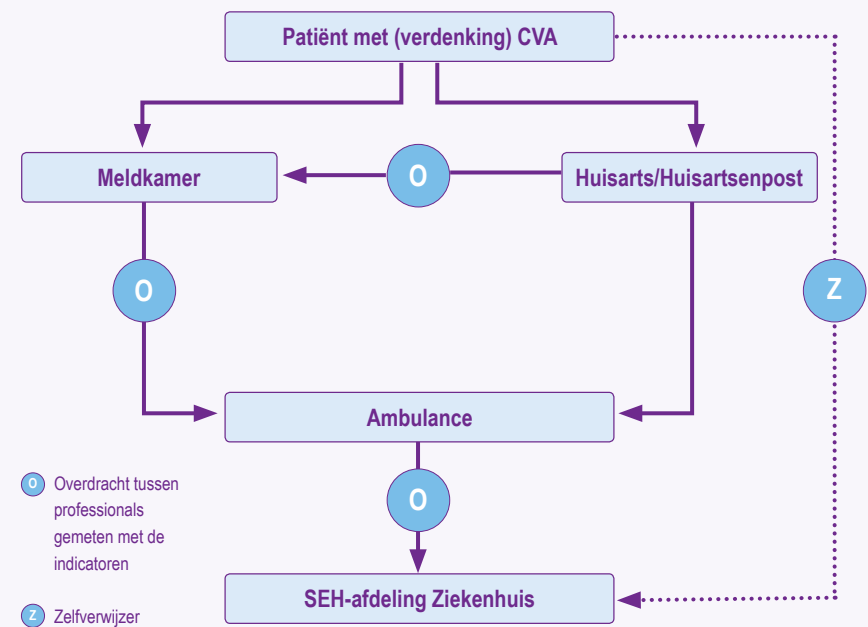 Patiënt met (verdenking) CVA
Meldkamer
O
Huisarts/Huisartsenpost
O
Z
Ambulance
O
O Overdracht tussen
professionals
gemeten met de
indicatoren
SEH-afdeling Ziekenhuis
Z Zelfverwijzer